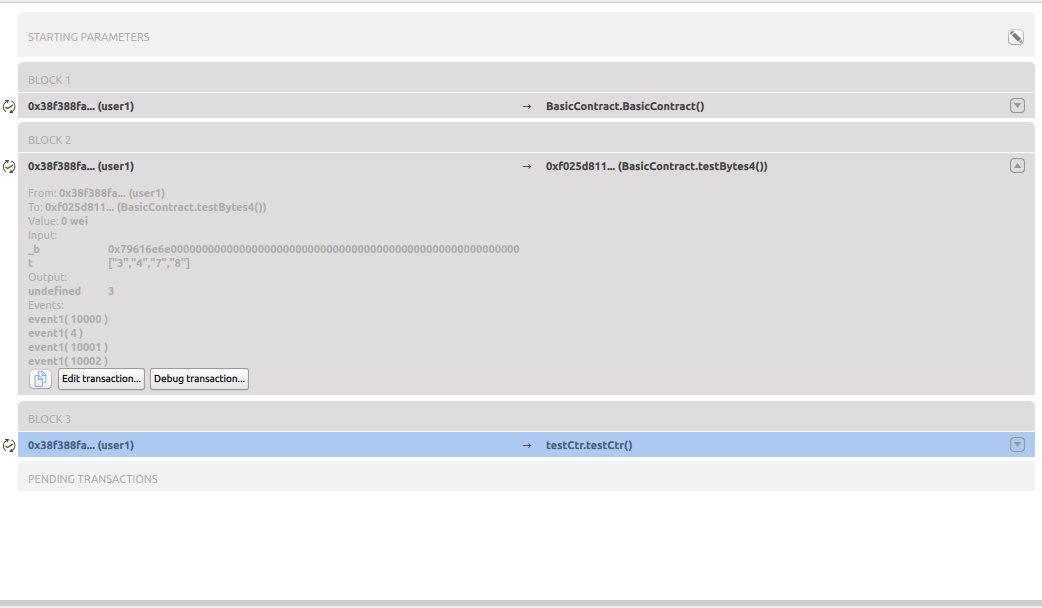 STARTING PARAMETERS
BLOCK 1
0x38f388fa... (user1) → BasicContract.BasicContract()
BLOCK 2
0x38f388fa... (user1) → 0xf025d811... (BasicContract.testBytes4())
From: 0x38f388fa... (user1)
To: 0xf025d811... (BasicContract.testBytes4())
Value: 0 wei
Input:
_b 0x79616e6e00000000000000000000000000000000000000000000000000000000
t ["3","4","7","8"]
Output:
undefined 3
Events:
event1( 10000 )
event1( 4 )
event1( 10001 )
event1( 10002 )
Edit transaction... Debug transaction...
BLOCK 3
0x38f388fa... (user1) → testCtr.testCtr()
PENDING TRANSACTIONS